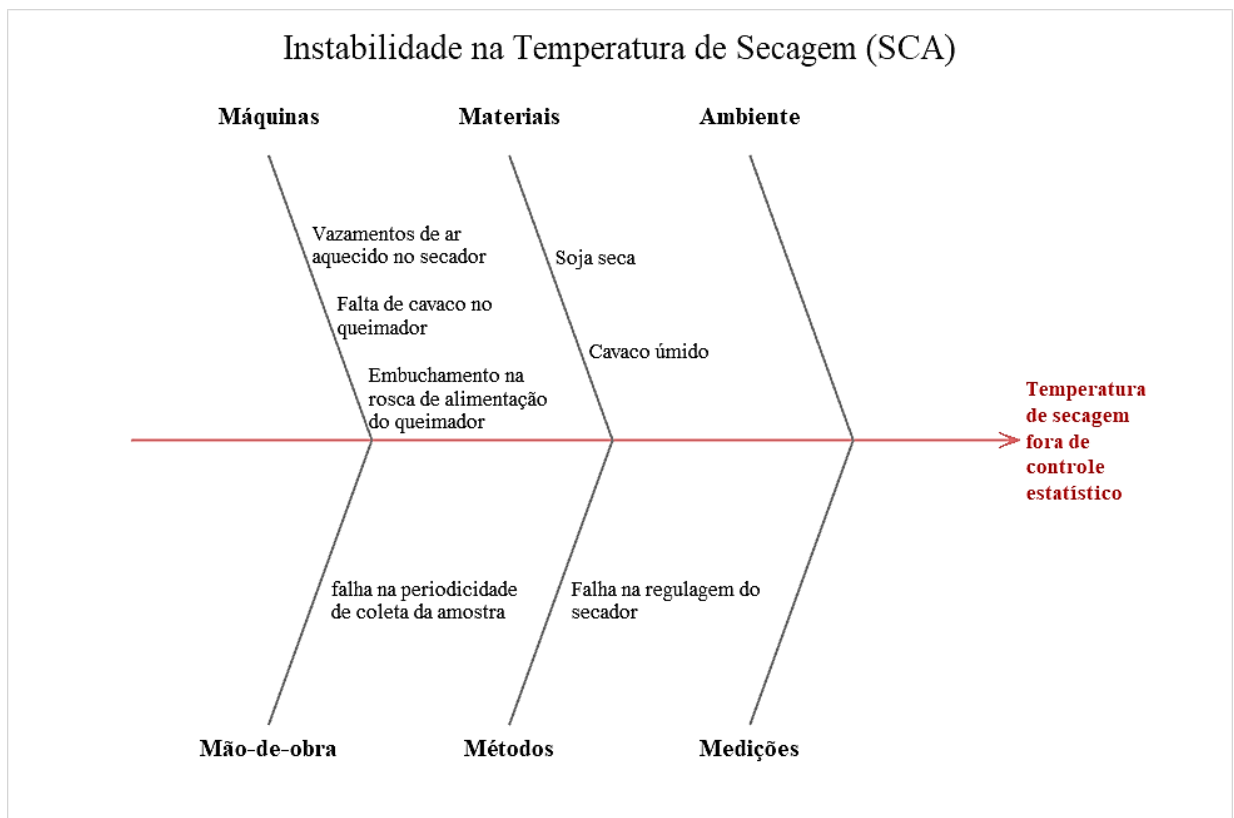 Instabilidade na Temperatura de Secagem (SCA)
Máquinas
Materiais
Ambiente
Vazamentos de ar
aquecido no secador
Falta de cavaco no
queimador
Embuchamento na
rosca de alimentação
do queimador
Soja seca
Cavaco úmido
Temperatura
de secagem
fora de
controle
estatístico
falha na periodicidade
de coleta da amostra
Falha na regulagem do
secador
Mão-de-obra
Métodos
Medições